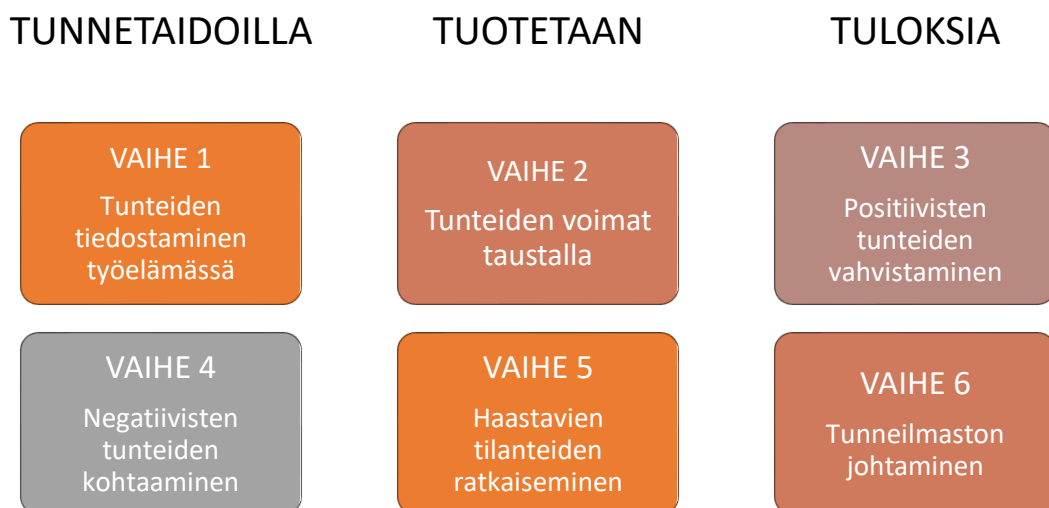 TUNNETAIDOILLA TUOTETAAN TULOKSIA
VAIHE 1
Tunteiden
tiedostaminen
työelämässä
VAIHE 2
Tunteiden voimat
taustalla
VAIHE 3
Positiivisten
tunteiden
vahvistaminen
VAIHE 4
Negatiivisten
tunteiden
kohtaaminen
VAIHE 5
Haastavien
tilanteiden
ratkaiseminen
VAIHE 6
Tunneilmaston
johtaminen